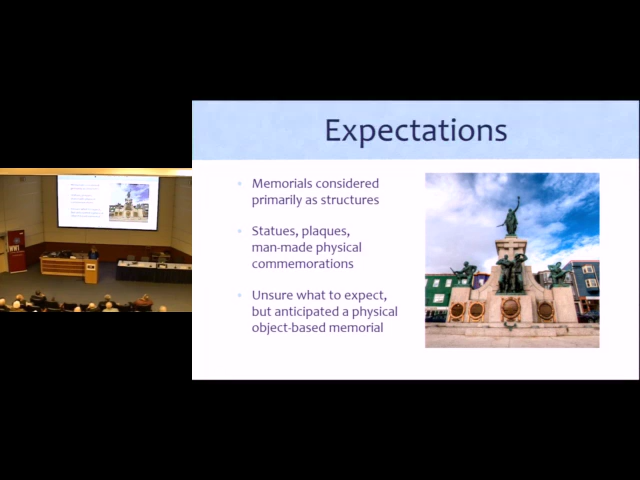 Expectations
Memorials considered
primarily as structures
Statues, plaques,
man-made physical
commemorations
Unsure what to expect,
but anticipated a physical
object-based memorial